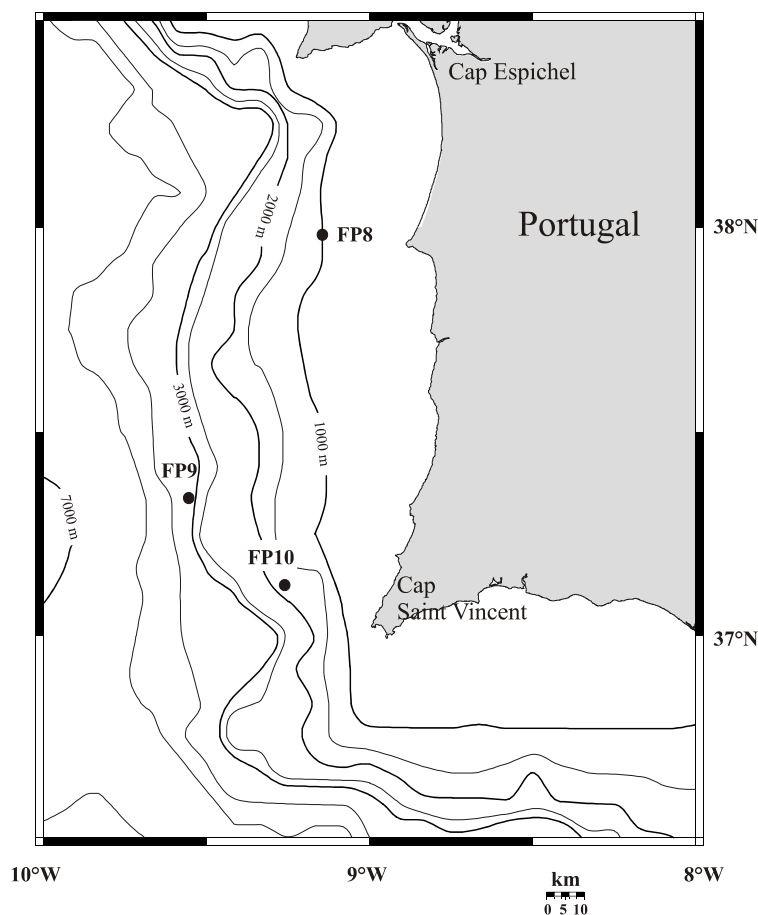 Cap Espichel
Portugal
38°N
2000 m
FP8
3000 m
1000 m
FP9
7000 m
FP10
Cap
Saint Vincent
37°N
10°W
9°W
8°W
km
0 5 10